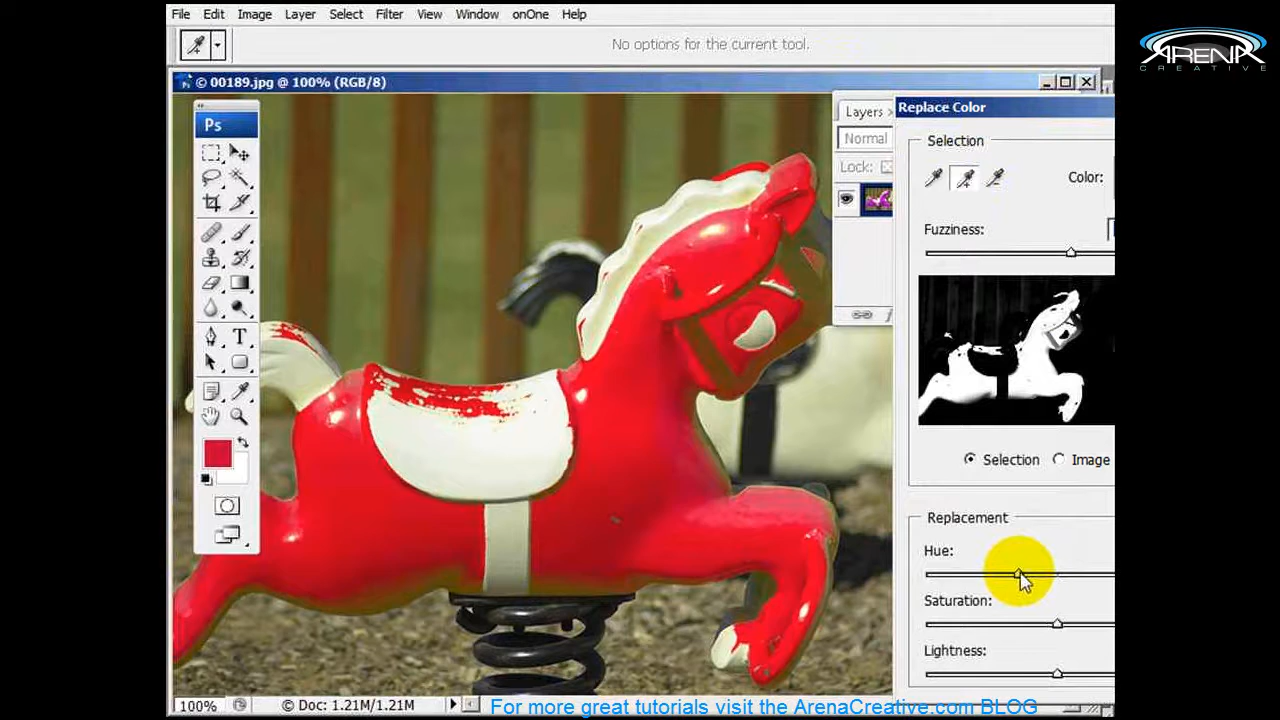 File Edit Image Layer Select Filter View Window onOne Help
ARENA
CREATIVE
No options for the current tool.
© 00189.jpg @ 100% (RGB/8)
Ps
Layers ×
Replace Color
Normal
Selection
Lock:
Color:
Fuzziness:
T
Selection Image
Replacement
Hue:
Saturation:
Lightness:
100% © Doc: 1.21M/1.21M
For more great tutorials visit the ArenaCreative.com BLOG